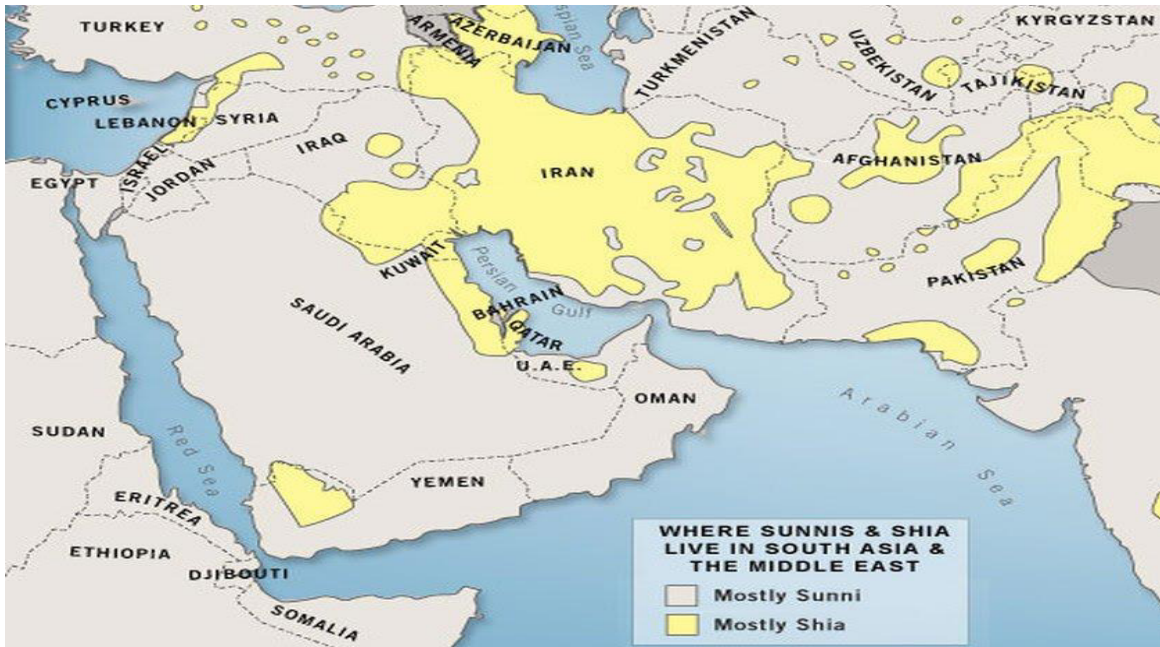 TURKEY
ARMENIA
AZERBAIJAN
spian Sea
TURKMENISTAN
UZBEKISTAN
KYRGYZSTAN
TAJIKISTAN
CYPRUS
LEBANON
SYRIA
IRAQ
IRAN
AFGHANISTAN
EGYPT
ISRAEL
JORDAN
KUWAIT
Persian
Gulf
BAHRAIN
QATAR
U.A.E.
PAKISTAN
SAUDI ARABIA
OMAN
Arabian Sea
SUDAN
Red Sea
YEMEN
ERITREA
ETHIOPIA
DJIBOUTI
SOMALIA
WHERE SUNNIS & SHIA
LIVE IN SOUTH ASIA &
THE MIDDLE EAST
Mostly Sunni
Mostly Shia